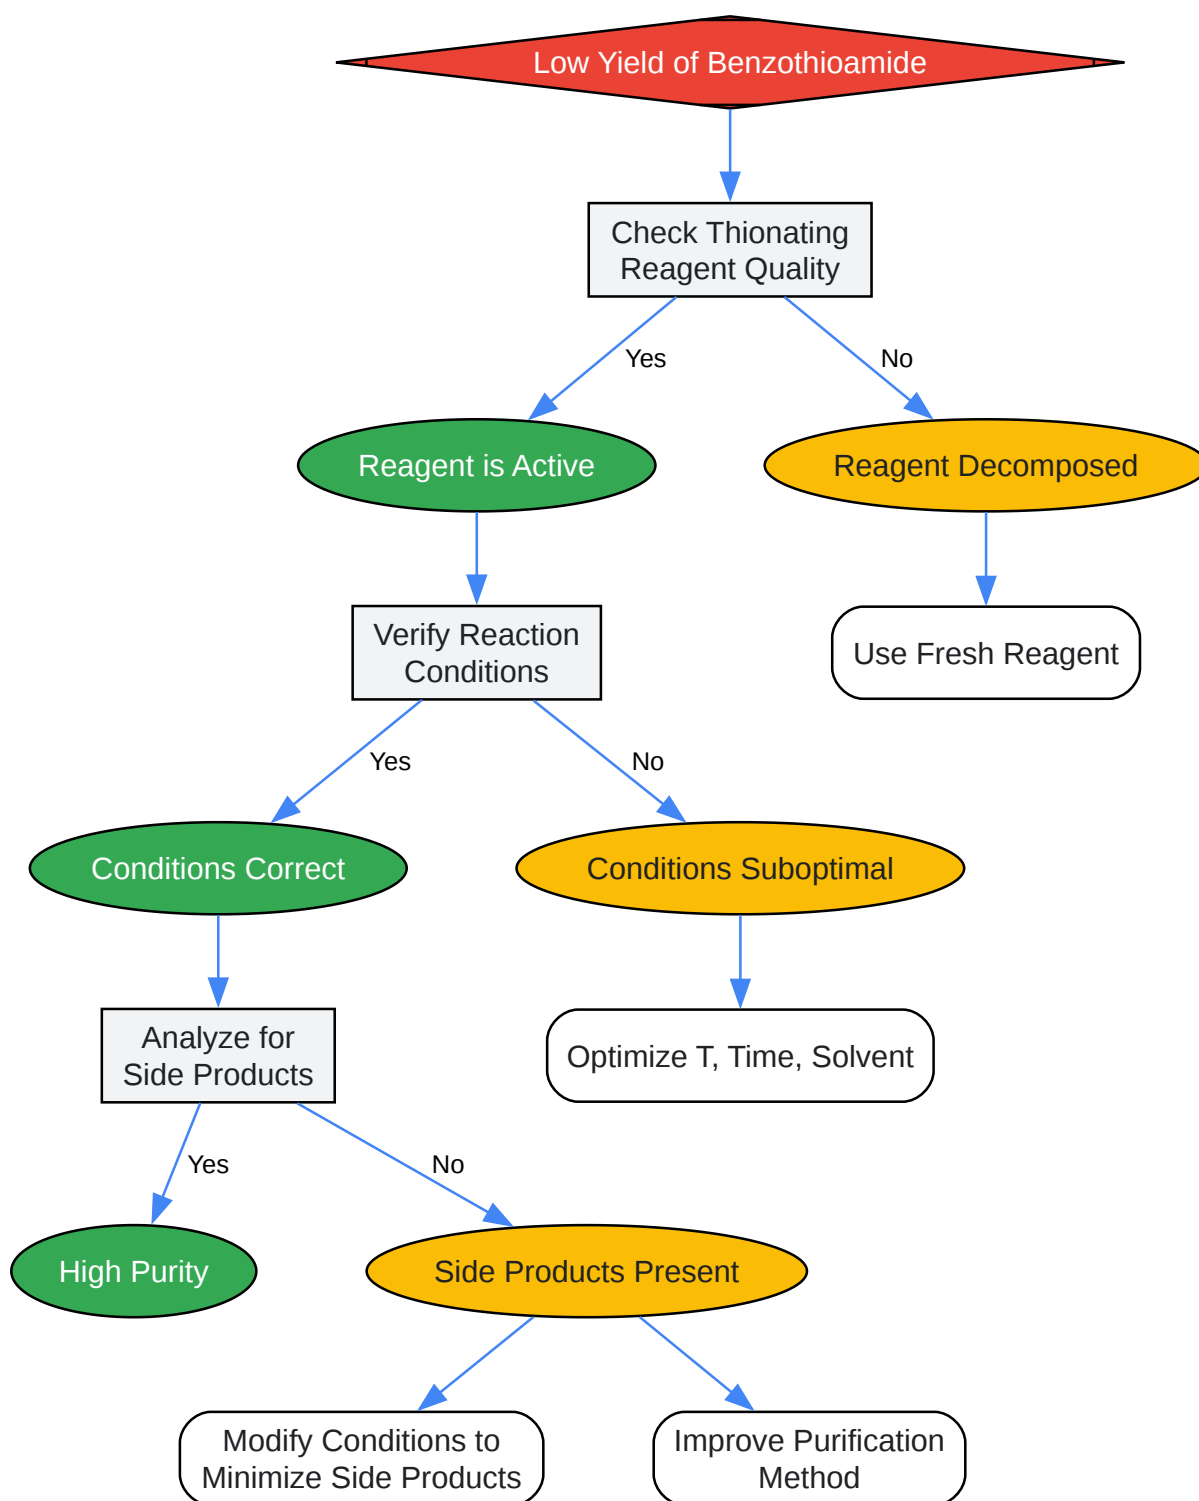 Low Yield of Benzothioamide
Check Thionating
Reagent Quality
Yes
No
Reagent is Active
Reagent Decomposed
Verify Reaction
Conditions
Use Fresh Reagent
Yes
No
Conditions Correct
Conditions Suboptimal
Analyze for
Side Products
Optimize T, Time, Solvent
Yes
No
High Purity
Side Products Present
Modify Conditions to
Minimize Side Products
Improve Purification
Method